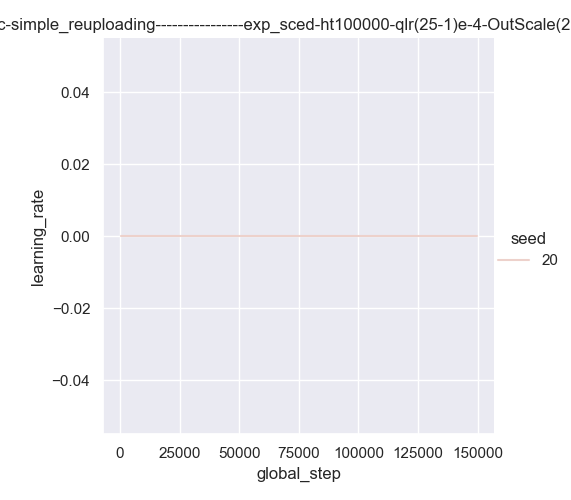 c-simple_reuploading----------------exp_sced-ht100000-qlr(25-1)e-4-OutScale(2
0.04
0.02
0.00
−0.02
−0.04
learning_rate
0 25000 50000 75000 100000 125000 150000
global_step
seed
20